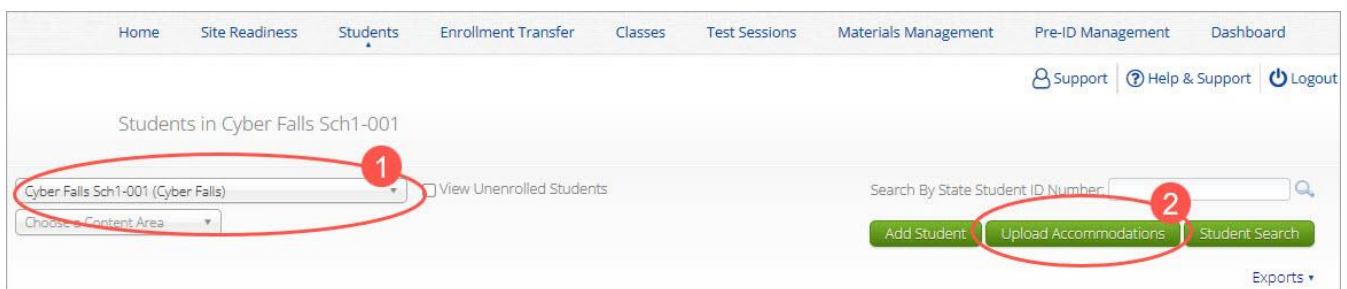 Home Site Readiness Students Enrollment Transfer Classes Test Sessions Materials Management Pre-ID Management Dashboard
Support Help & Support Logout
Students in Cyber Falls Sch1-001
1
Cyber Falls Sch1-001 (Cyber Falls) View Unenrolled Students Search By State Student ID Number:
2
Choose a Content Area Add Student Upload Accommodations Student Search
Exports